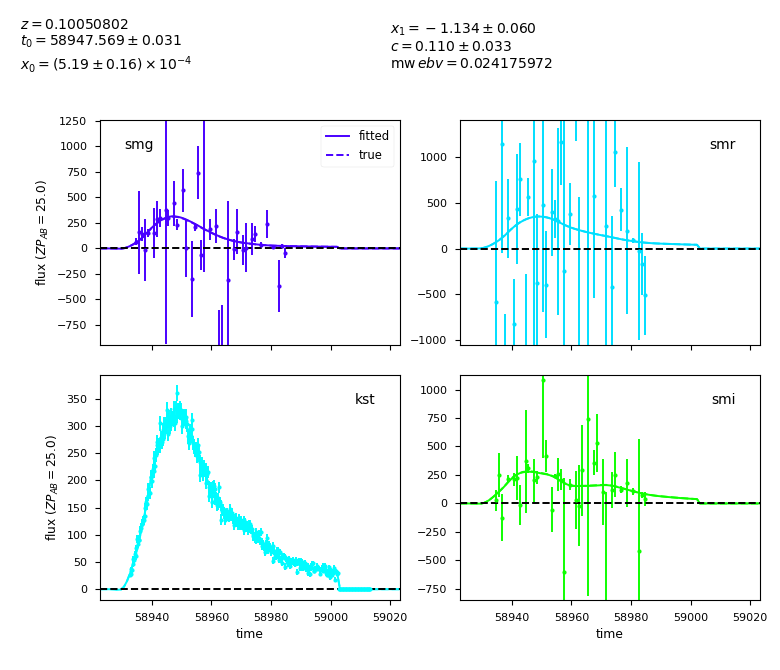 z = 0.10050802
t₀ = 58947.569 ± 0.031
x₀ = (5.19 ± 0.16) × 10⁻⁴
x₁ = −1.134 ± 0.060
c = 0.110 ± 0.033
mw ebv = 0.024175972
smg
fitted
true
1250
1000
750
500
250
0
−250
−500
−750
flux (ZP_AB = 25.0)
smr
1000
500
0
−500
−1000
kst
350
300
250
200
150
100
50
0
flux (ZP_AB = 25.0)
58940 58960 58980 59000 59020
time
smi
1000
750
500
250
0
−250
−500
−750
58940 58960 58980 59000 59020
time